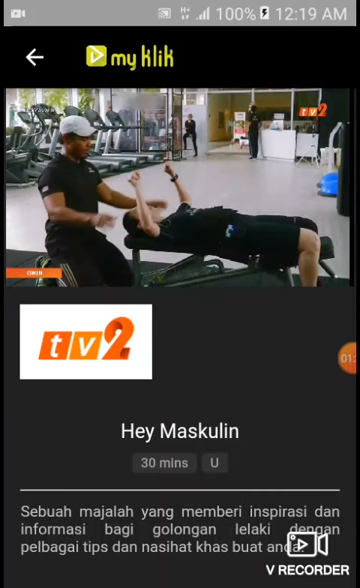 H+ 100% 12:19 AM
my klik
tv2
tv2
Hey Maskulin
30 mins U
Sebuah majalah yang memberi inspirasi dan
informasi bagi golongan lelaki dengan
pelbagai tips dan nasihat khas buat anda.
V RECORDER